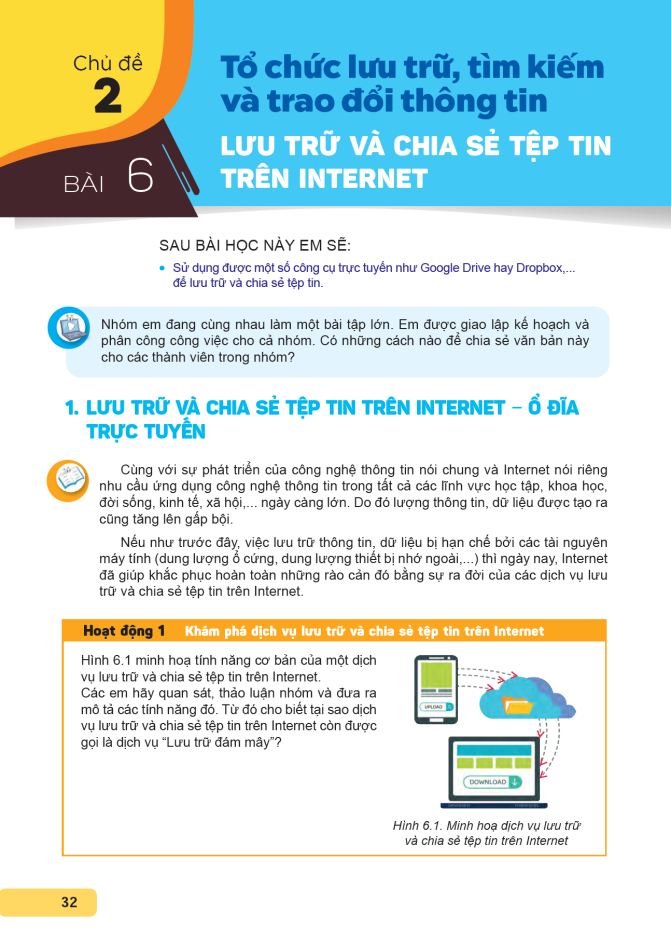 Chủ đề
2
Tổ chức lưu trữ, tìm kiếm
và trao đổi thông tin
BÀI 6
LƯU TRỮ VÀ CHIA SẺ TỆP TIN
TRÊN INTERNET
SAU BÀI HỌC NÀY EM SẼ:
• Sử dụng được một số công cụ trực tuyến như Google Drive hay Dropbox,...
để lưu trữ và chia sẻ tệp tin.
Nhóm em đang cùng nhau làm một bài tập lớn. Em được giao lập kế hoạch và
phân công công việc cho cả nhóm. Có những cách nào để chia sẻ văn bản này
cho các thành viên trong nhóm?
1. LƯU TRỮ VÀ CHIA SẺ TỆP TIN TRÊN INTERNET – Ổ ĐĨA
TRỰC TUYẾN
Cùng với sự phát triển của công nghệ thông tin nói chung và Internet nói riêng
nhu cầu ứng dụng công nghệ thông tin trong tất cả các lĩnh vực học tập, khoa học,
đời sống, kinh tế, xã hội,... ngày càng lớn. Do đó lượng thông tin, dữ liệu được tạo ra
cũng tăng lên gấp bội.
Nếu như trước đây, việc lưu trữ thông tin, dữ liệu bị hạn chế bởi các tài nguyên
máy tính (dung lượng ổ cứng, dung lượng thiết bị nhớ ngoài,...) thì ngày nay, Internet
đã giúp khắc phục hoàn toàn những rào cản đó bằng sự ra đời của các dịch vụ lưu
trữ và chia sẻ tệp tin trên Internet.
Hoạt động 1 Khám phá dịch vụ lưu trữ và chia sẻ tệp tin trên Internet
Hình 6.1 minh hoạ tính năng cơ bản của một dịch
vụ lưu trữ và chia sẻ tệp tin trên Internet.
Các em hãy quan sát, thảo luận nhóm và đưa ra
mô tả các tính năng đó. Từ đó cho biết tại sao dịch
vụ lưu trữ và chia sẻ tệp tin trên Internet còn được
gọi là dịch vụ “Lưu trữ đám mây”?
UPLOAD
DOWNLOAD
Hình 6.1. Minh hoạ dịch vụ lưu trữ
và chia sẻ tệp tin trên Internet
32